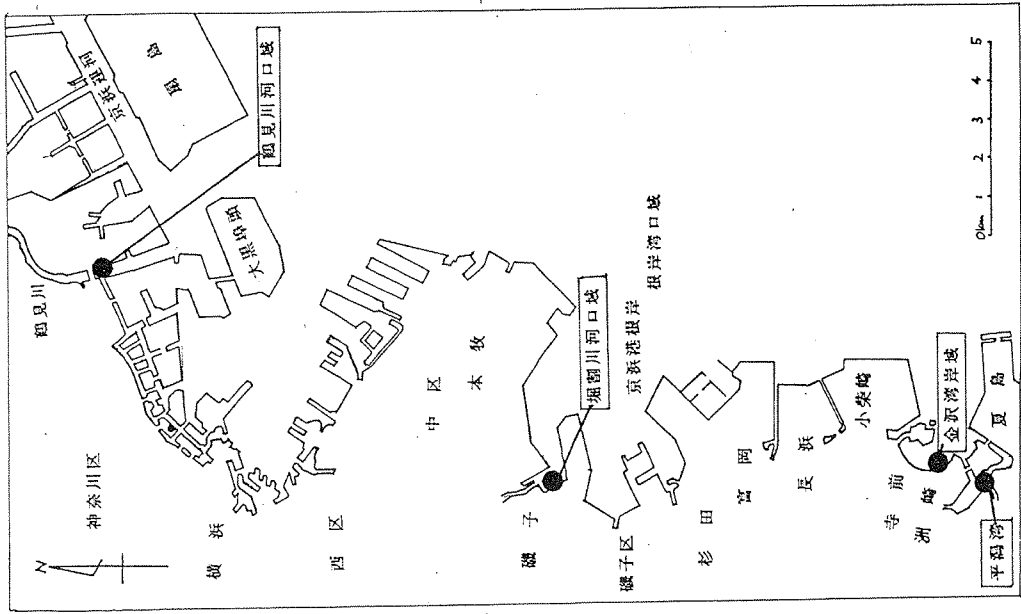 N
神奈川区
鶴見川
京浜運河
扇島
鶴見川河口域
大黒埠頭
横浜
西区
中区
本牧
磯子
堀割川河口域
京浜港根岸
根岸湾口域
磯子区
杉田
富岡
長浜
小柴崎
寺前
洲崎
金沢湾岸域
平潟湾
夏島
0km 1 2 3 4 5